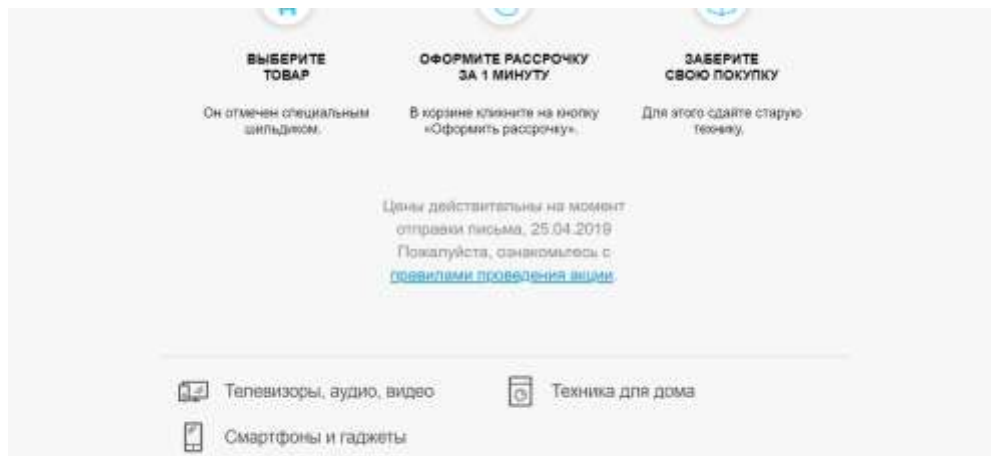 ВЫБЕРИТЕ
ТОВАР
Он отмечен специальным
шильдиком.
ОФОРМИТЕ РАССРОЧКУ
ЗА 1 МИНУТУ
В корзине кликните на кнопку
«Оформить рассрочку».
ЗАБЕРИТЕ
СВОЮ ПОКУПКУ
Для этого сдайте старую
технику.
Цены действительны на момент
отправки письма, 25.04.2019
Пожалуйста, ознакомьтесь с
правилами проведения акции.
Телевизоры, аудио, видео
Техника для дома
Смартфоны и гаджеты